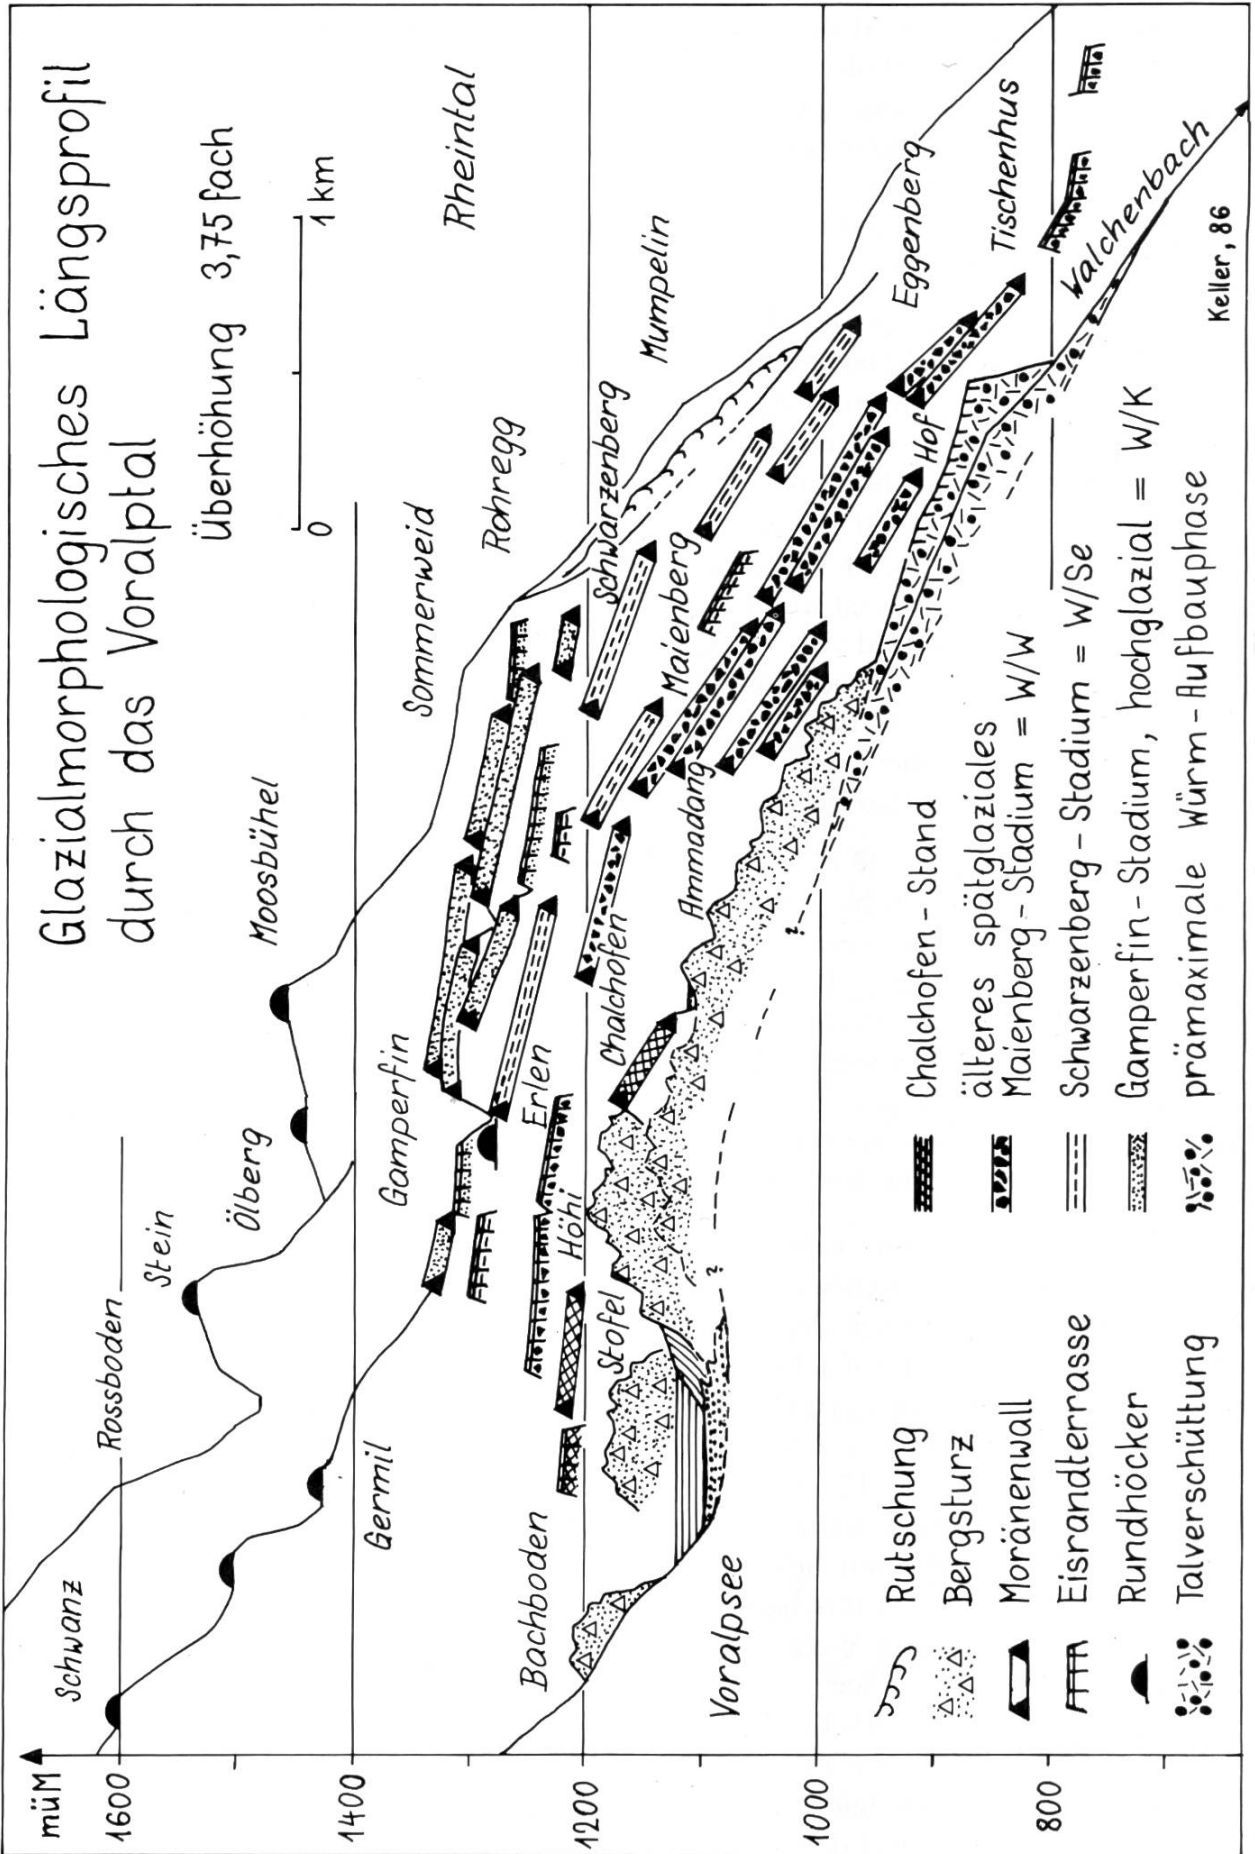 Glazialmorphologisches Längsprofil
durch das Voralptal
Überhöhung 3,75 fach
0
1 km
müM
1600
1400
1200
1000
800
Schwanz
Rossboden
Stein
Ölberg
Moosbühel
Sommerweid
Rohregg
Rheintal
Germil
Gamperfin
Erlen
Schwarzenberg
Mumpelin
Bachboden
Stofel
Höhi
Chalchofen
Maienberg
Ammadang
Eggenberg
Hof
Tischenhus
Voralpsee
Walchenbach
Rutschung
Bergsturz
Moränenwall
Eisrandterrasse
Rundhöcker
Talverschüttung
Chalchofen-Stand
älteres spätglaziales
Maienberg-Stadium = W/W
Schwarzenberg-Stadium = W/Se
Gamperfin-Stadium, hochglazial = W/K
prämaximale Würm-Aufbauphase
?
?
?
Keller, 86